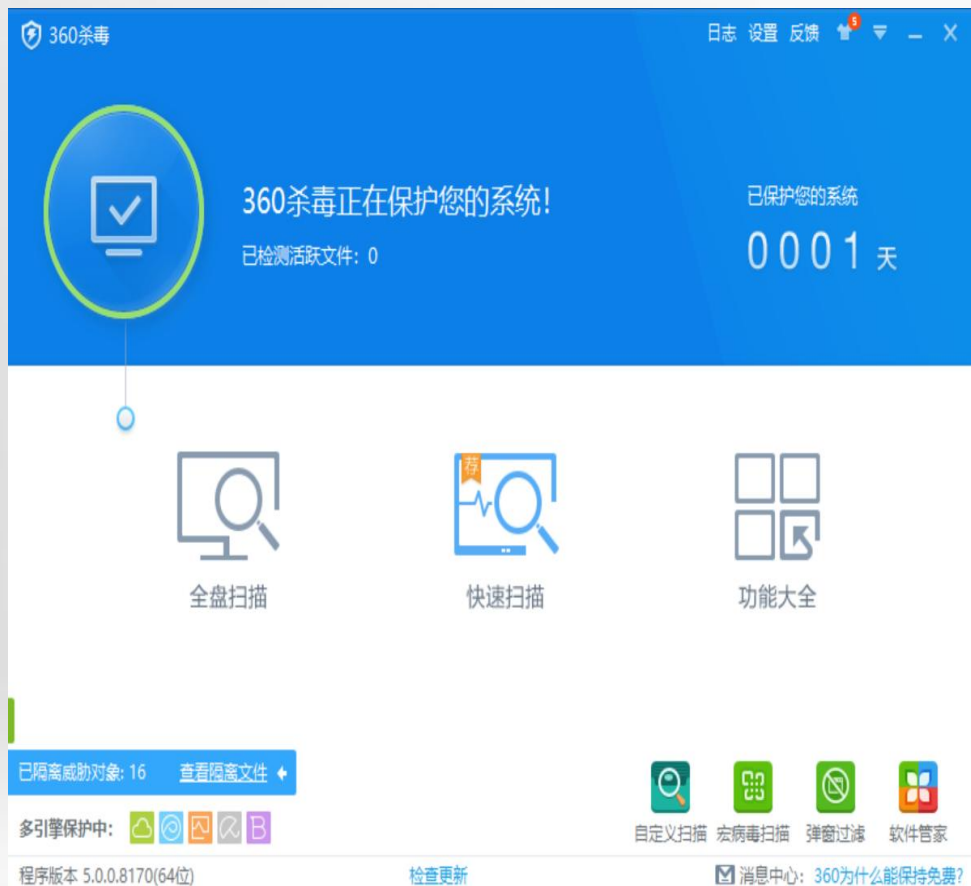 360杀毒
日志 设置 反馈 5
360杀毒正在保护您的系统!
已检测活跃文件: 0
已保护您的系统
0001 天
荐
全盘扫描 快速扫描 功能大全
已隔离威胁对象: 16 查看隔离文件
多引擎保护中: B
自定义扫描 宏病毒扫描 弹窗过滤 软件管家
程序版本 5.0.0.8170(64位) 检查更新 消息中心: 360为什么能保持免费?